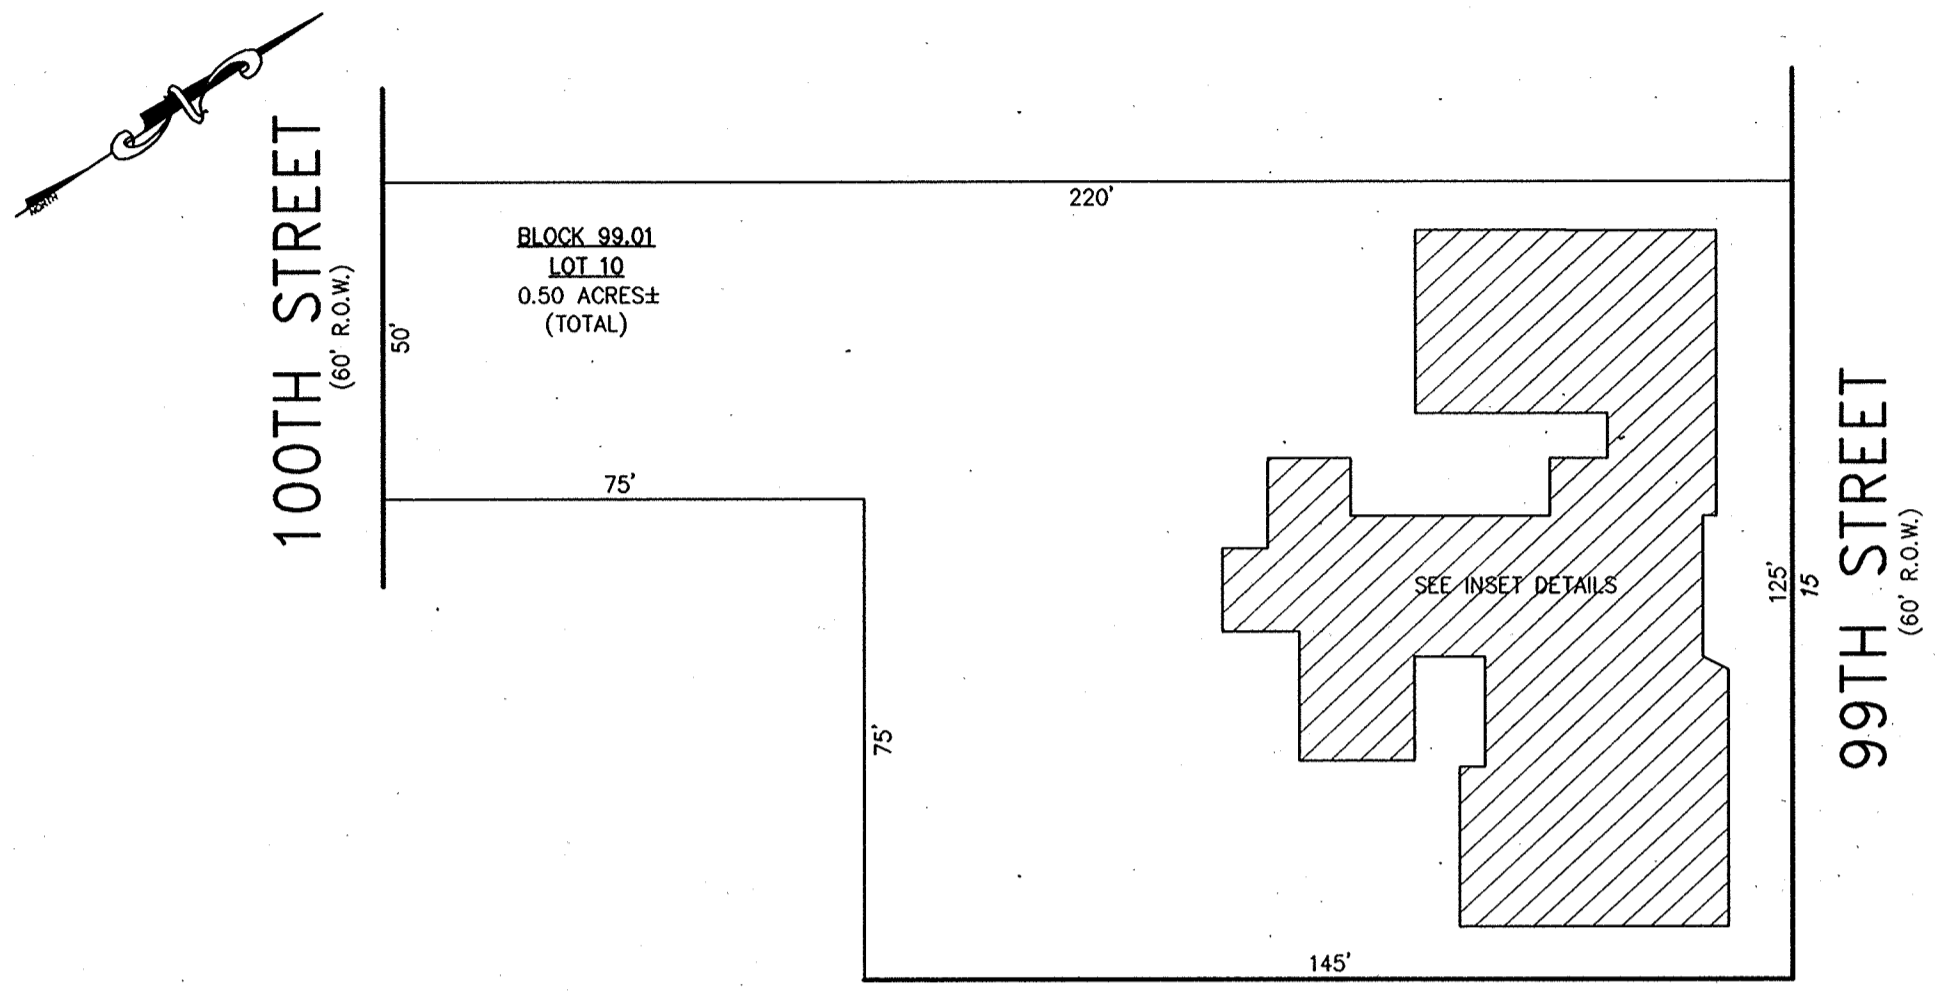 NORTH
100TH STREET
(60' R.O.W.)
220'
BLOCK 99.01
LOT 10
0.50 ACRES±
(TOTAL)
50'
75'
75'
SEE INSET DETAILS
125'
15
99TH STREET
(60' R.O.W.)
145'